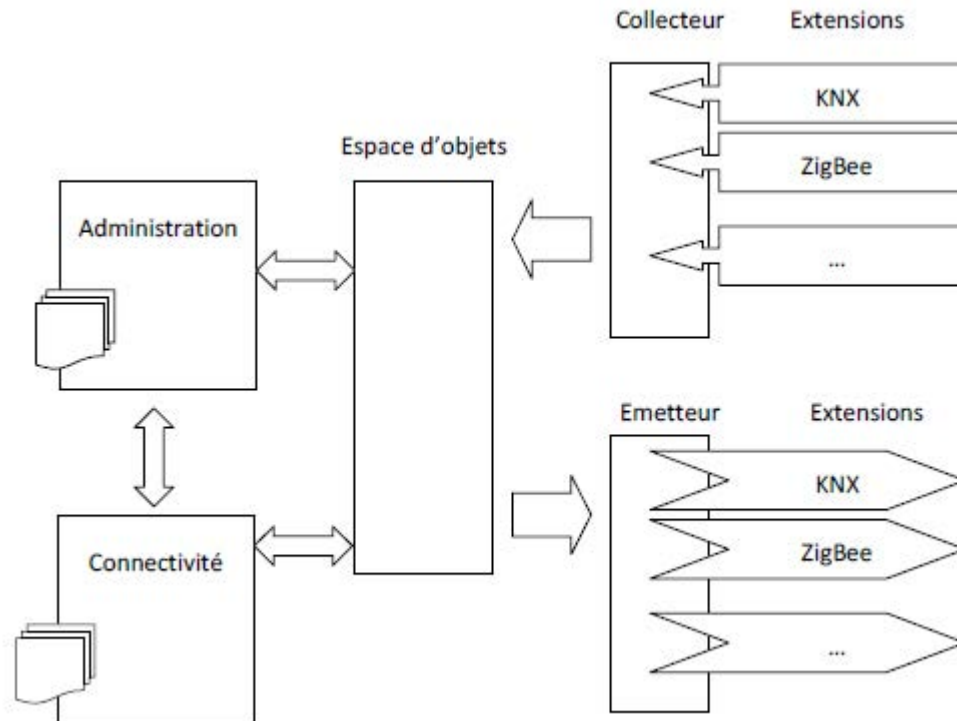 Collecteur Extensions
KNX
ZigBee
...
Espace d'objets
Administration
Connectivité
Emetteur Extensions
KNX
ZigBee
...